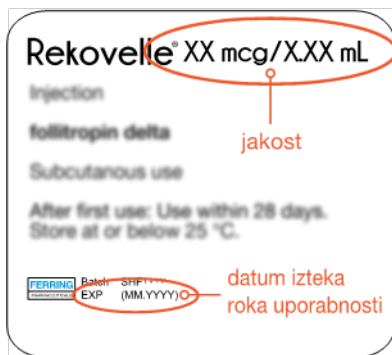 Rekovelle® XX mcg/X.XX mL
Injection
jakost
follitropin delta
Subcutanous use
After first use: Use within 28 days.
Store at or below 25 °C.
FERRING
Batch
EXP (MM.YYYY)
datum izteka
roka uporabnosti